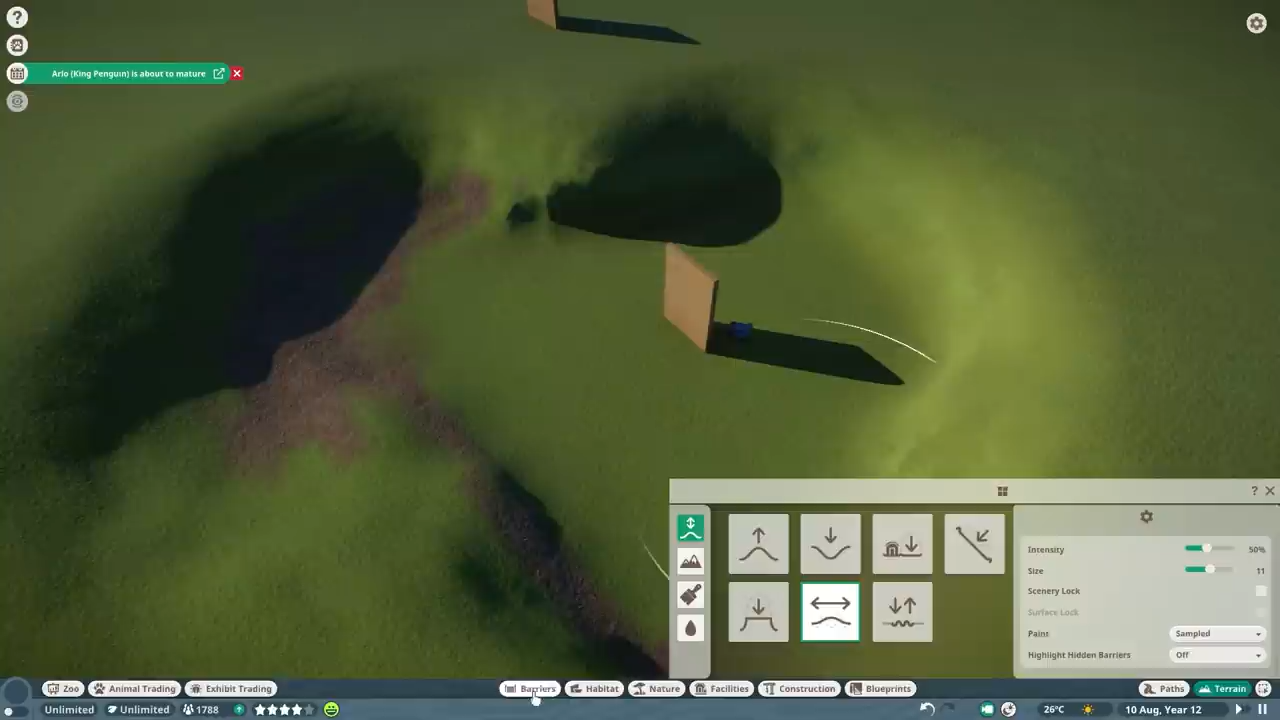 ?
Arlo (King Penguin) is about to mature
?
Intensity 50%
Size 11
Scenery Lock
Surface Lock
Paint Sampled
Highlight Hidden Barriers Off
Zoo Animal Trading Exhibit Trading Barriers Habitat Nature Facilities Construction Blueprints Paths Terrain
Unlimited Unlimited 1788 26°C 10 Aug, Year 12